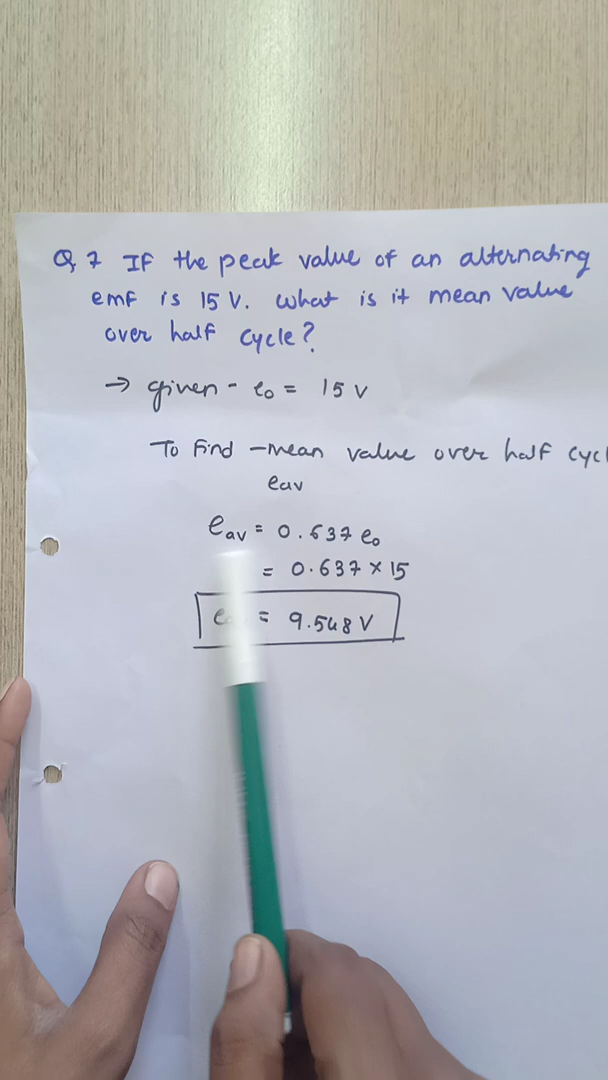 Q 7 If the peak value of an alternating
emf is 15 V. what is it mean value
over half cycle?
→ given - e₀ = 15 V
To Find - mean value over half
eav
eav = 0.637 e₀
= 0.637 × 15
= 9.548 V